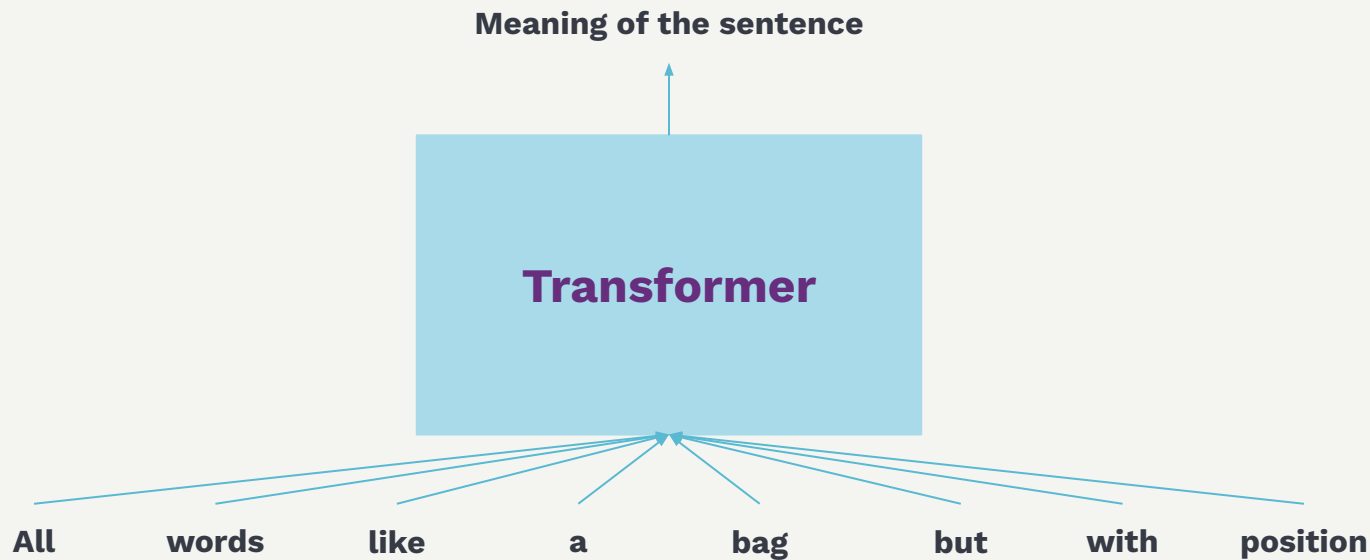 Meaning of the sentence
Transformer
All words like a bag but with position